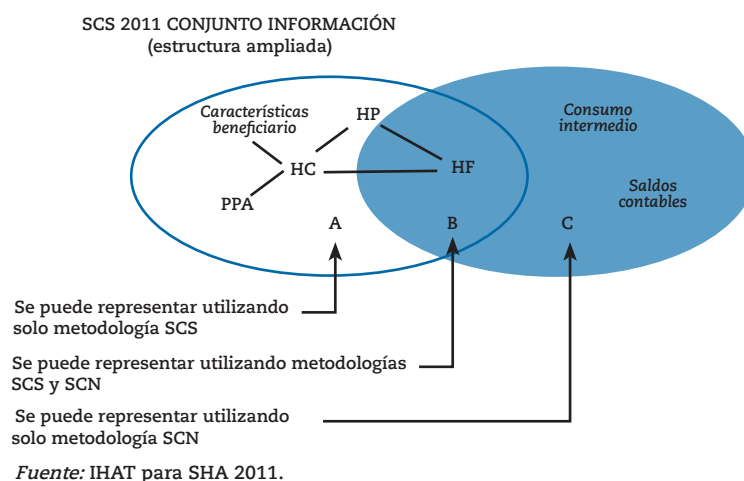 SCS 2011 CONJUNTO INFORMACIÓN
(estructura ampliada)
Características
beneficiario
HP
Consumo
intermedio
HC
HF
PPA
Saldos
contables
A
B
C
Se puede representar utilizando
solo metodología SCS
Se puede representar utilizando metodologías
SCS y SCN
Se puede representar utilizando
solo metodología SCN
Fuente: IHAT para SHA 2011.